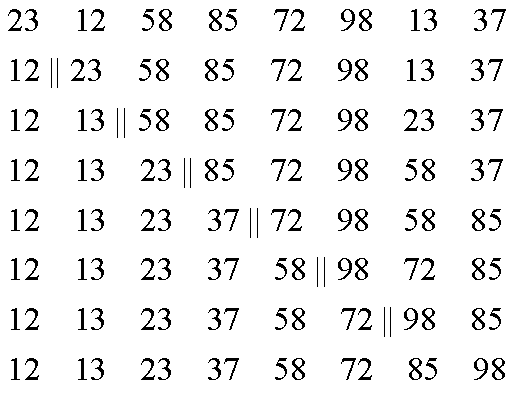 23 12 58 85 72 98 13 37
12 || 23 58 85 72 98 13 37
12 13 || 58 85 72 98 23 37
12 13 23 || 85 72 98 58 37
12 13 23 37 || 72 98 58 85
12 13 23 37 58 || 98 72 85
12 13 23 37 58 72 || 98 85
12 13 23 37 58 72 85 98